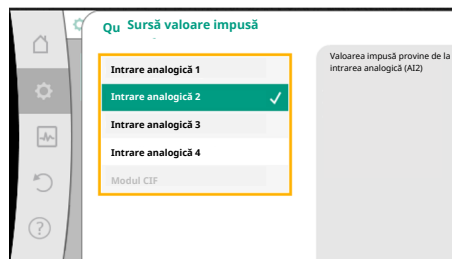 Qu Sursă valoare impusă
Intrare analogică 1
Intrare analogică 2
Intrare analogică 3
Intrare analogică 4
Modul CIF
Valoarea impusă provine de la
intrarea analogică (AI2)
?